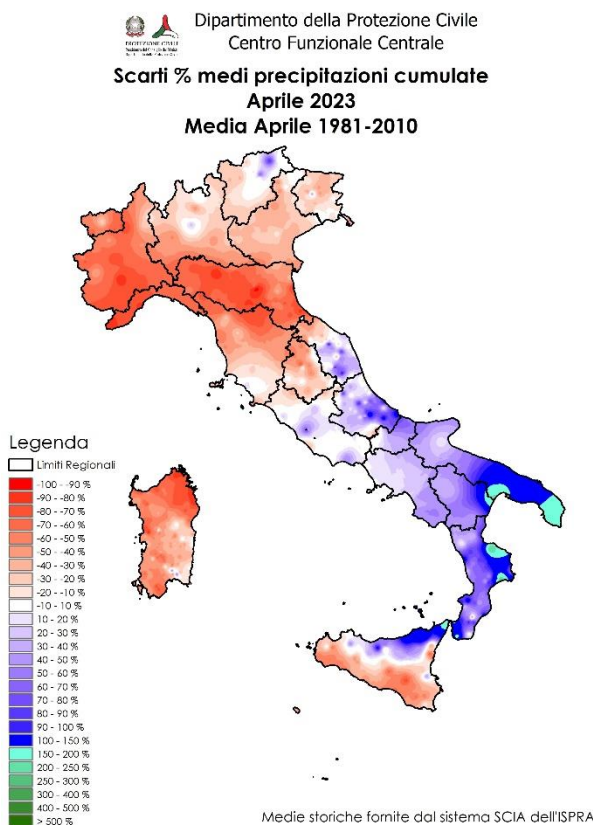 Dipartimento della Protezione Civile
Centro Funzionale Centrale
PROTEZIONE CIVILE
Scarti % medi precipitazioni cumulate
Aprile 2023
Media Aprile 1981-2010
Legenda
Limiti Regionali
-100 - -90 %
-90 - -80 %
-80 - -70 %
-70 - -60 %
-60 - -50 %
-50 - -40 %
-40 - -30 %
-30 - -20 %
-20 - -10 %
-10 - 10 %
10 - 20 %
20 - 30 %
30 - 40 %
40 - 50 %
50 - 60 %
60 - 70 %
70 - 80 %
80 - 90 %
90 - 100 %
100 - 150 %
150 - 200 %
200 - 250 %
250 - 300 %
300 - 400 %
400 - 500 %
> 500 %
Medie storiche fornite dal sistema SCIA dell'ISPRA